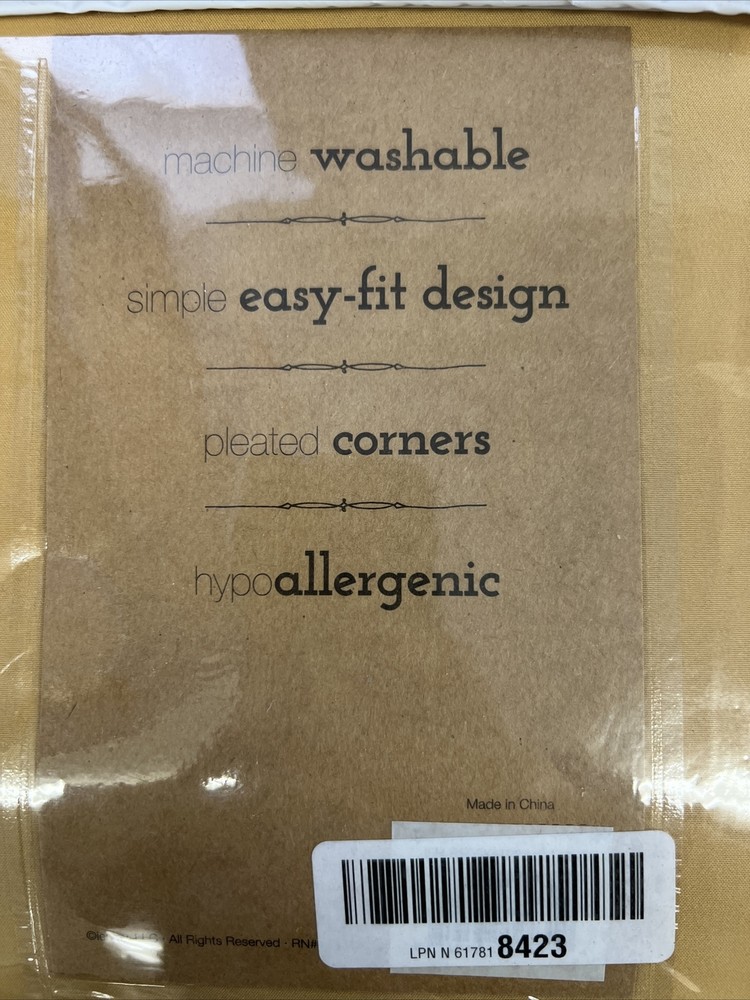 machine washable
simple easy-fit design
pleated corners
hypoallergenic
Made in China
LPN N 61781 8423
All Rights Reserved · RN#